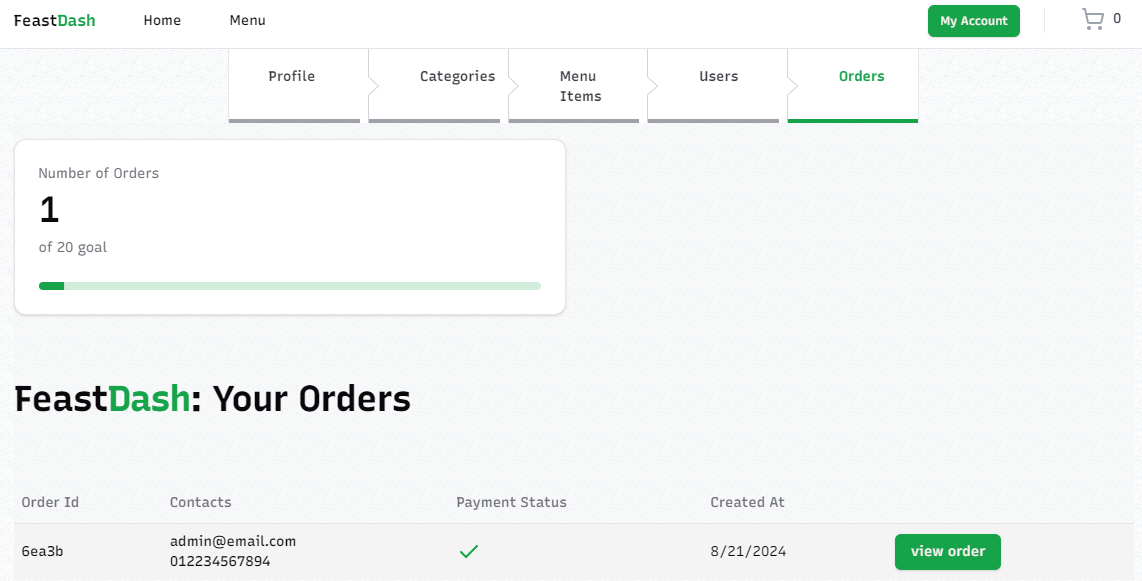 FeastDash Home Menu My Account 0
Profile Categories Menu Items Users Orders
Number of Orders
1
of 20 goal
FeastDash: Your Orders
Order Id Contacts Payment Status Created At
6ea3b admin@email.com 8/21/2024 view order
012234567894